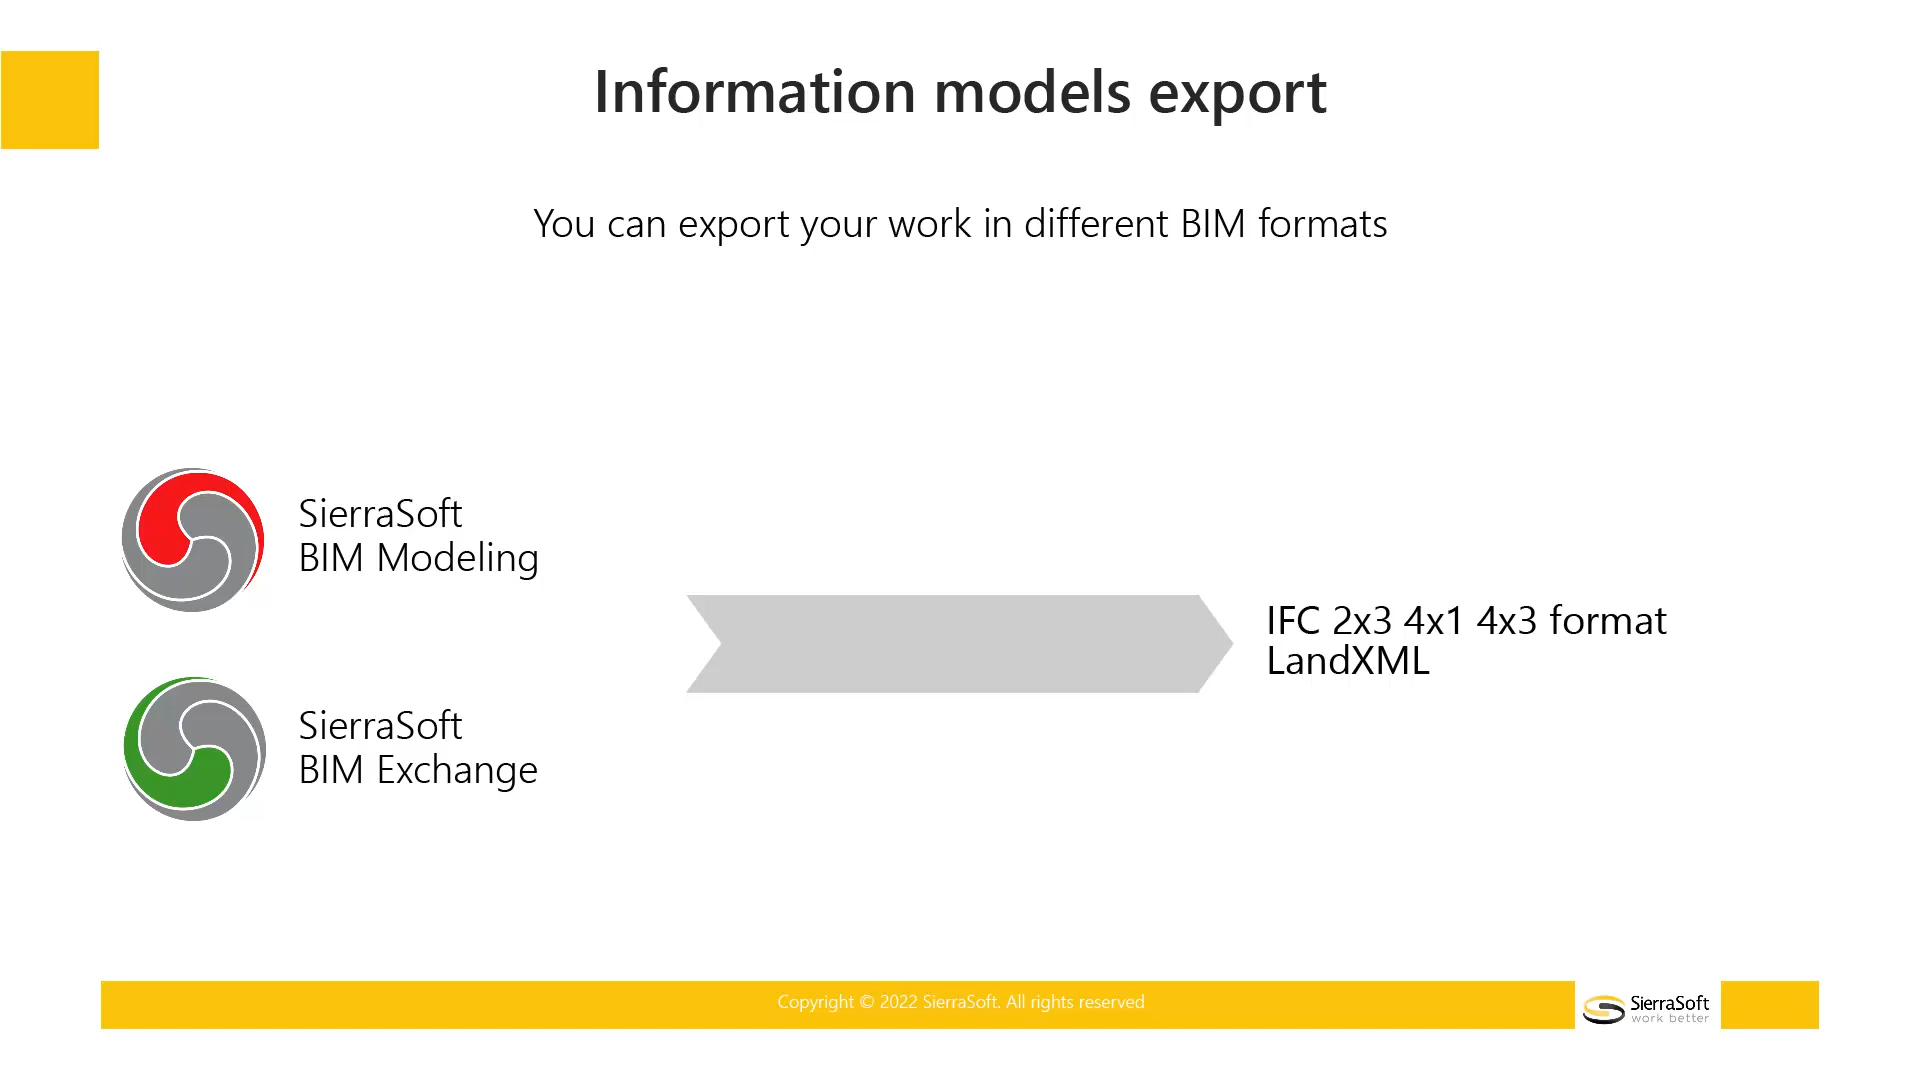 Information models export
You can export your work in different BIM formats
SierraSoft
BIM Modeling
SierraSoft
BIM Exchange
IFC 2x3 4x1 4x3 format
LandXML
Copyright © 2022 SierraSoft. All rights reserved
SierraSoft
work better